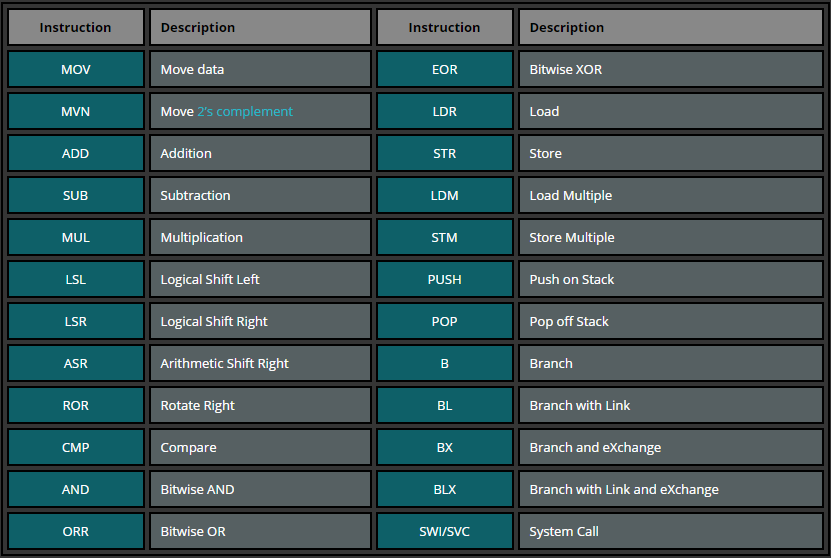 Instruction Description Instruction Description
MOV Move data EOR Bitwise XOR
MVN Move 2's complement LDR Load
ADD Addition STR Store
SUB Subtraction LDM Load Multiple
MUL Multiplication STM Store Multiple
LSL Logical Shift Left PUSH Push on Stack
LSR Logical Shift Right POP Pop off Stack
ASR Arithmetic Shift Right B Branch
ROR Rotate Right BL Branch with Link
CMP Compare BX Branch and eXchange
AND Bitwise AND BLX Branch with Link and eXchange
ORR Bitwise OR SWI/SVC System Call